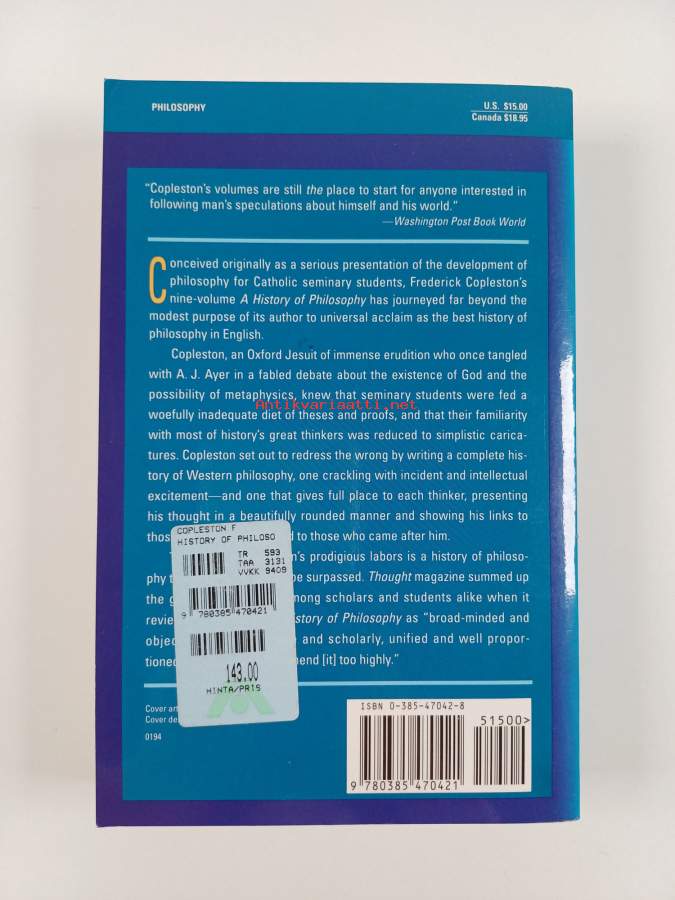 PHILOSOPHY
U.S. $15.00
Canada $18.95
“Copleston’s volumes are still the place to start for anyone interested in
following man’s speculations about himself and his world.”
—Washington Post Book World
Conceived originally as a serious presentation of the development of
philosophy for Catholic seminary students, Frederick Copleston’s
nine-volume A History of Philosophy has journeyed far beyond the
modest purpose of its author to universal acclaim as the best history of
philosophy in English.
Copleston, an Oxford Jesuit of immense erudition who once tangled
with A. J. Ayer in a fabled debate about the existence of God and the
possibility of metaphysics, knew that seminary students were fed a
Antikvariaatti.net
woefully inadequate diet of theses and proofs, and that their familiarity
with most of history’s great thinkers was reduced to simplistic carica-
tures. Copleston set out to redress the wrong by writing a complete his-
tory of Western philosophy, one crackling with incident and intellectual
excitement—and one that gives full place to each thinker, presenting
his thought in a beautifully rounded manner and showing his links to
to those who came after him.
prodigious labors is a history of philoso-
phy be surpassed. Thought magazine summed up
the among scholars and students alike when it
History of Philosophy as “broad-minded and
and scholarly, unified and well propor-
[it] too highly.”
COPLESTON F
HISTORY OF PHILOSO
TR 593
TAA 3131
VVKK 9409
9 780385 470421
143.00
HINTA/PRIS
Cover
Cover
0194
ISBN 0-385-47042-8
51500>
9 780385 470421